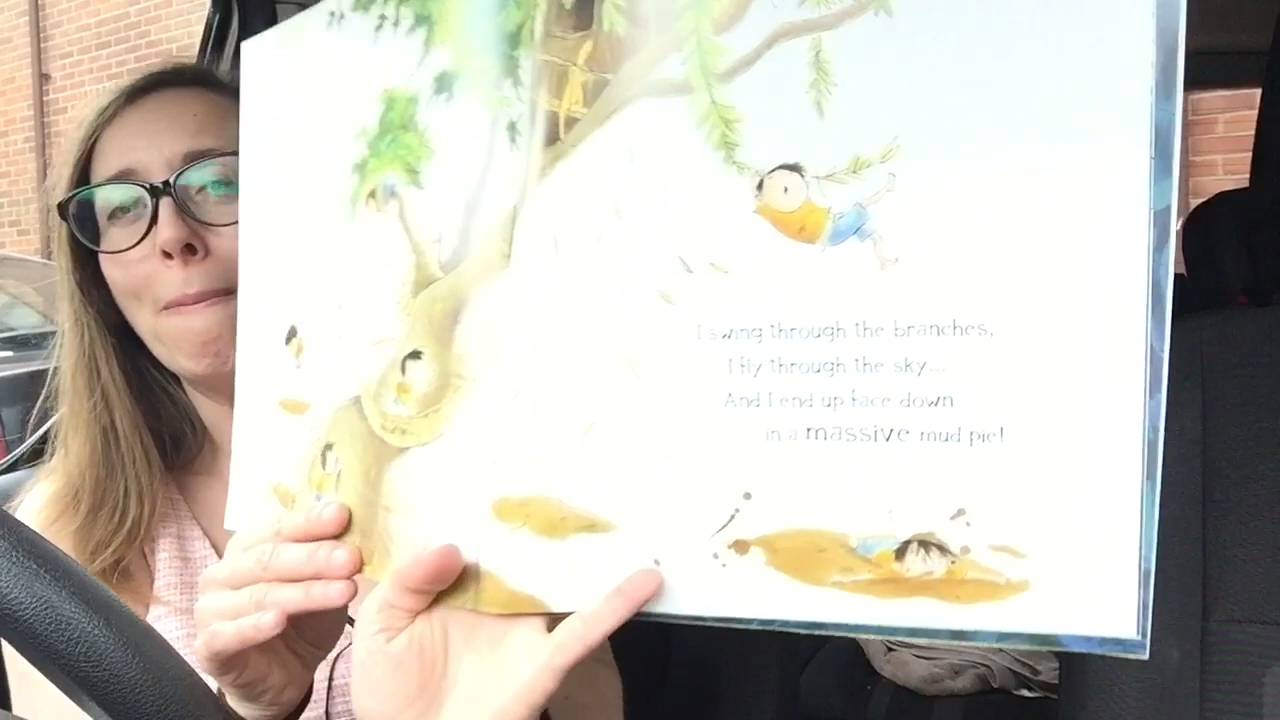 I swing through the branches,
I fly through the sky...
And I end up face down
in a massive mud pie!